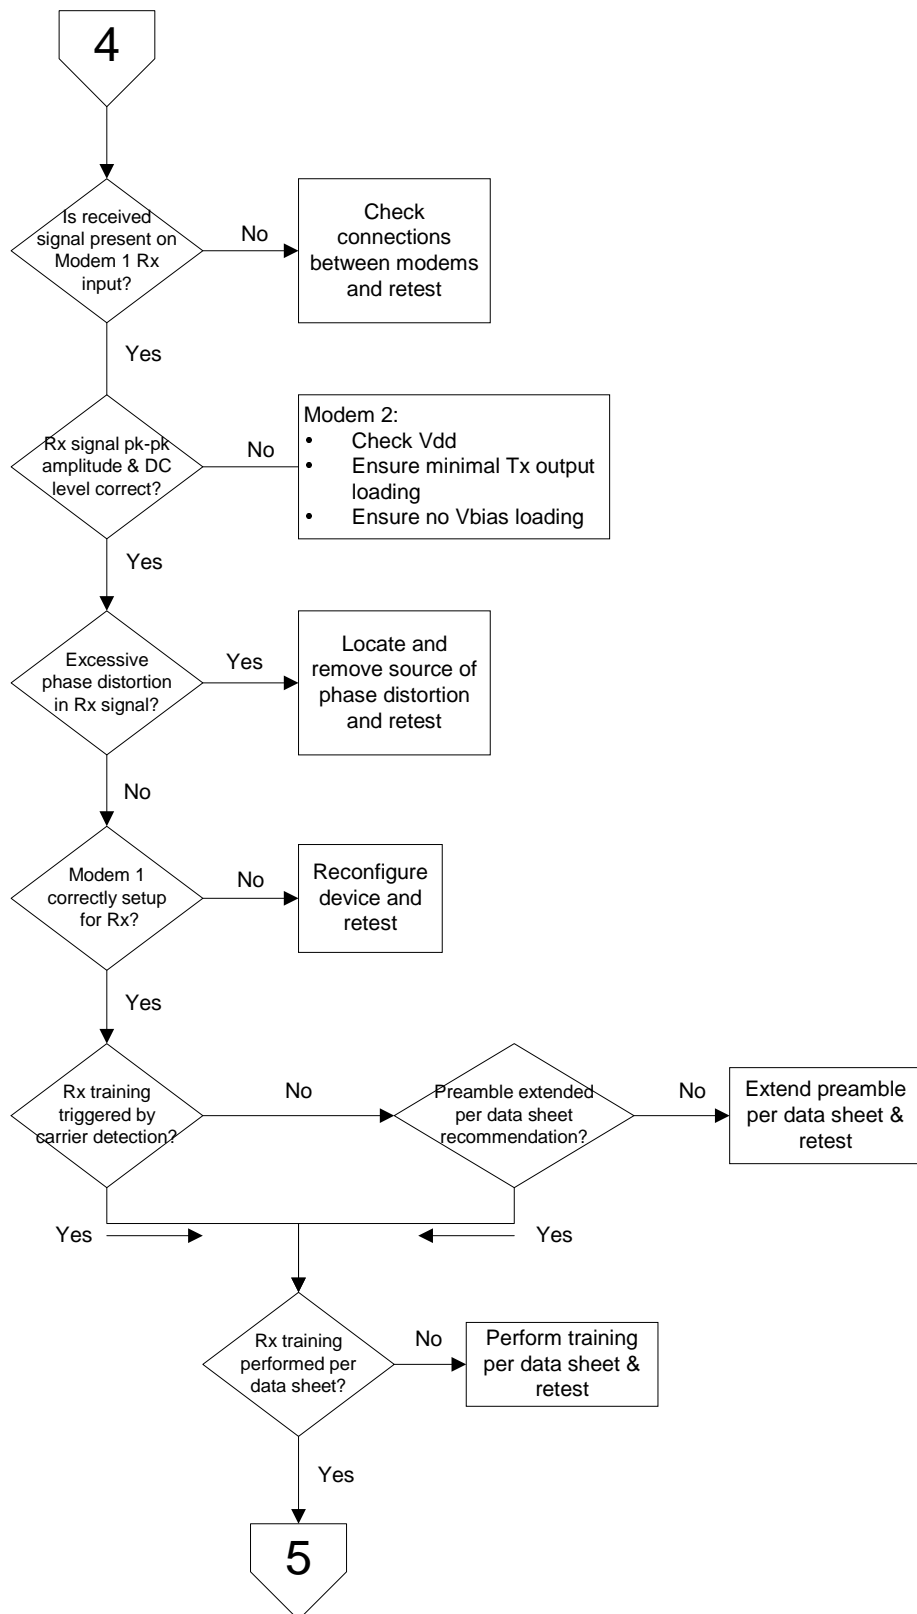 4
Is received
signal present on
Modem 1 Rx
input?
No
Check
connections
between modems
and retest
Yes
Rx signal pk-pk
amplitude & DC
level correct?
No
Modem 2:
• Check Vdd
• Ensure minimal Tx output
loading
• Ensure no Vbias loading
Yes
Excessive
phase distortion
in Rx signal?
Yes
Locate and
remove source of
phase distortion
and retest
No
Modem 1
correctly setup
for Rx?
No
Reconfigure
device and
retest
Yes
Rx training
triggered by
carrier detection?
No
Preamble extended
per data sheet
recommendation?
No
Extend preamble
per data sheet &
retest
Yes
Yes
Rx training
performed per
data sheet?
No
Perform training
per data sheet &
retest
Yes
5